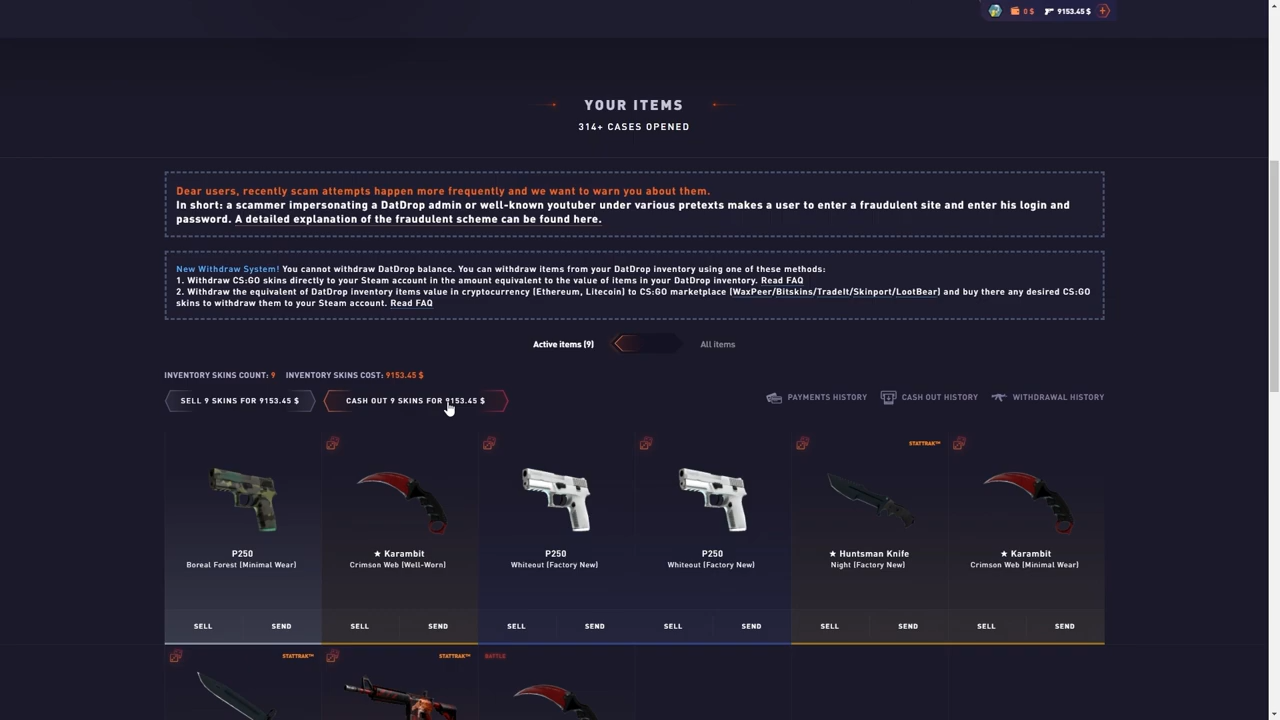 0 $ 9153.45 $
YOUR ITEMS
314+ CASES OPENED
Dear users, recently scam attempts happen more frequently and we want to warn you about them.
In short: a scammer impersonating a DatDrop admin or well-known youtuber under various pretexts makes a user to enter a fraudulent site and enter his login and
password. A detailed explanation of the fraudulent scheme can be found here.
New Withdraw System! You cannot withdraw DatDrop balance. You can withdraw items from your DatDrop inventory using one of these methods:
1. Withdraw CS:GO skins directly to your Steam account in the amount equivalent to the value of items in your DatDrop inventory. Read FAQ
2. Withdraw the equivalent of DatDrop inventory items value in cryptocurrency (Ethereum, Litecoin) to CS:GO marketplace (WaxPeer/Bitskins/TradeIt/Skinport/LootBear) and buy there any desired CS:GO
skins to withdraw them to your Steam account. Read FAQ
Active items (9) All items
INVENTORY SKINS COUNT: 9 INVENTORY SKINS COST: 9153.45 $
SELL 9 SKINS FOR 9153.45 $ CASH OUT 9 SKINS FOR 9153.45 $ PAYMENTS HISTORY CASH OUT HISTORY WITHDRAWAL HISTORY
STATTRAK™
P250 ★ Karambit P250 P250 ★ Huntsman Knife ★ Karambit
Boreal Forest (Minimal Wear) Crimson Web (Well-Worn) Whiteout (Factory New) Whiteout (Factory New) Night (Factory New) Crimson Web (Minimal Wear)
SELL SEND SELL SEND SELL SEND SELL SEND SELL SEND SELL SEND
STATTRAK™ STATTRAK™ BATTLE